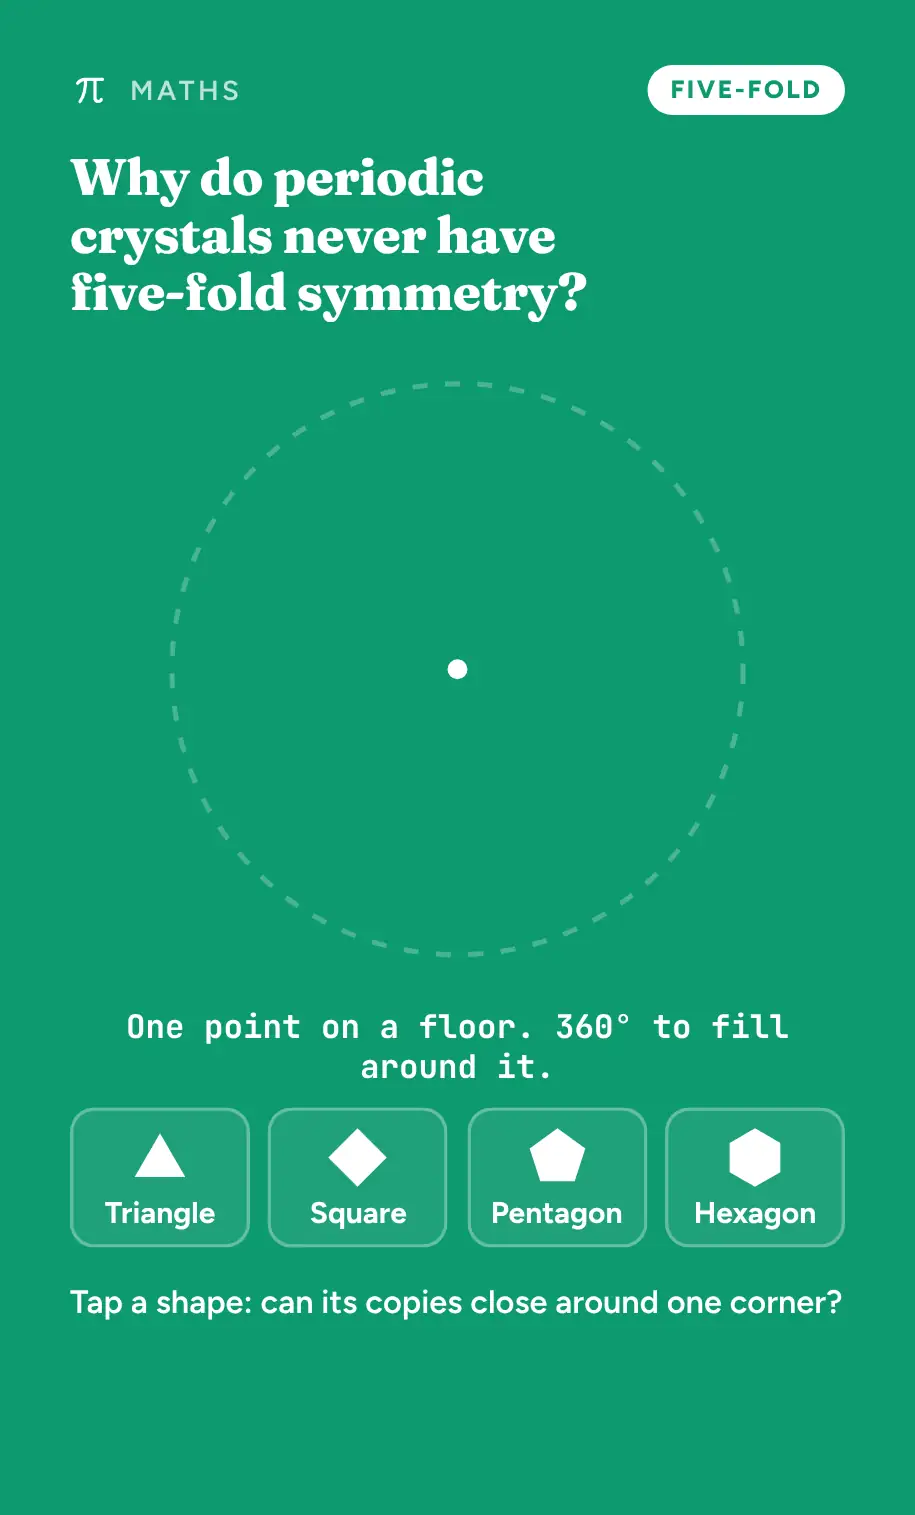 π MATHS
FIVE-FOLD
Why do periodic
crystals never have
five-fold symmetry?
One point on a floor. 360° to fill
around it.
Triangle
Square
Pentagon
Hexagon
Tap a shape: can its copies close around one corner?